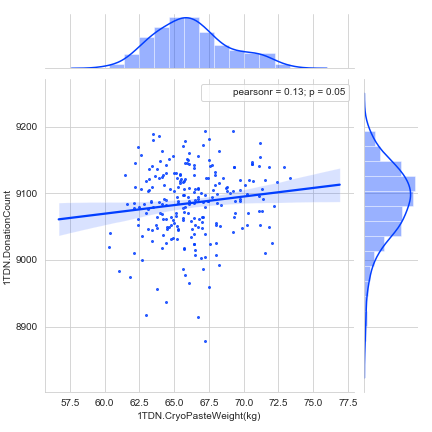 pearsonr = 0.13; p = 0.05
9200
9100
9000
8900
1TDN.DonationCount
57.5 60.0 62.5 65.0 67.5 70.0 72.5 75.0 77.5
1TDN.CryoPasteWeight(kg)